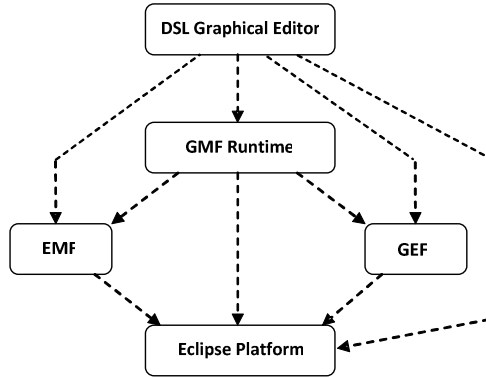 DSL Graphical Editor
GMF Runtime
EMF
GEF
Eclipse Platform